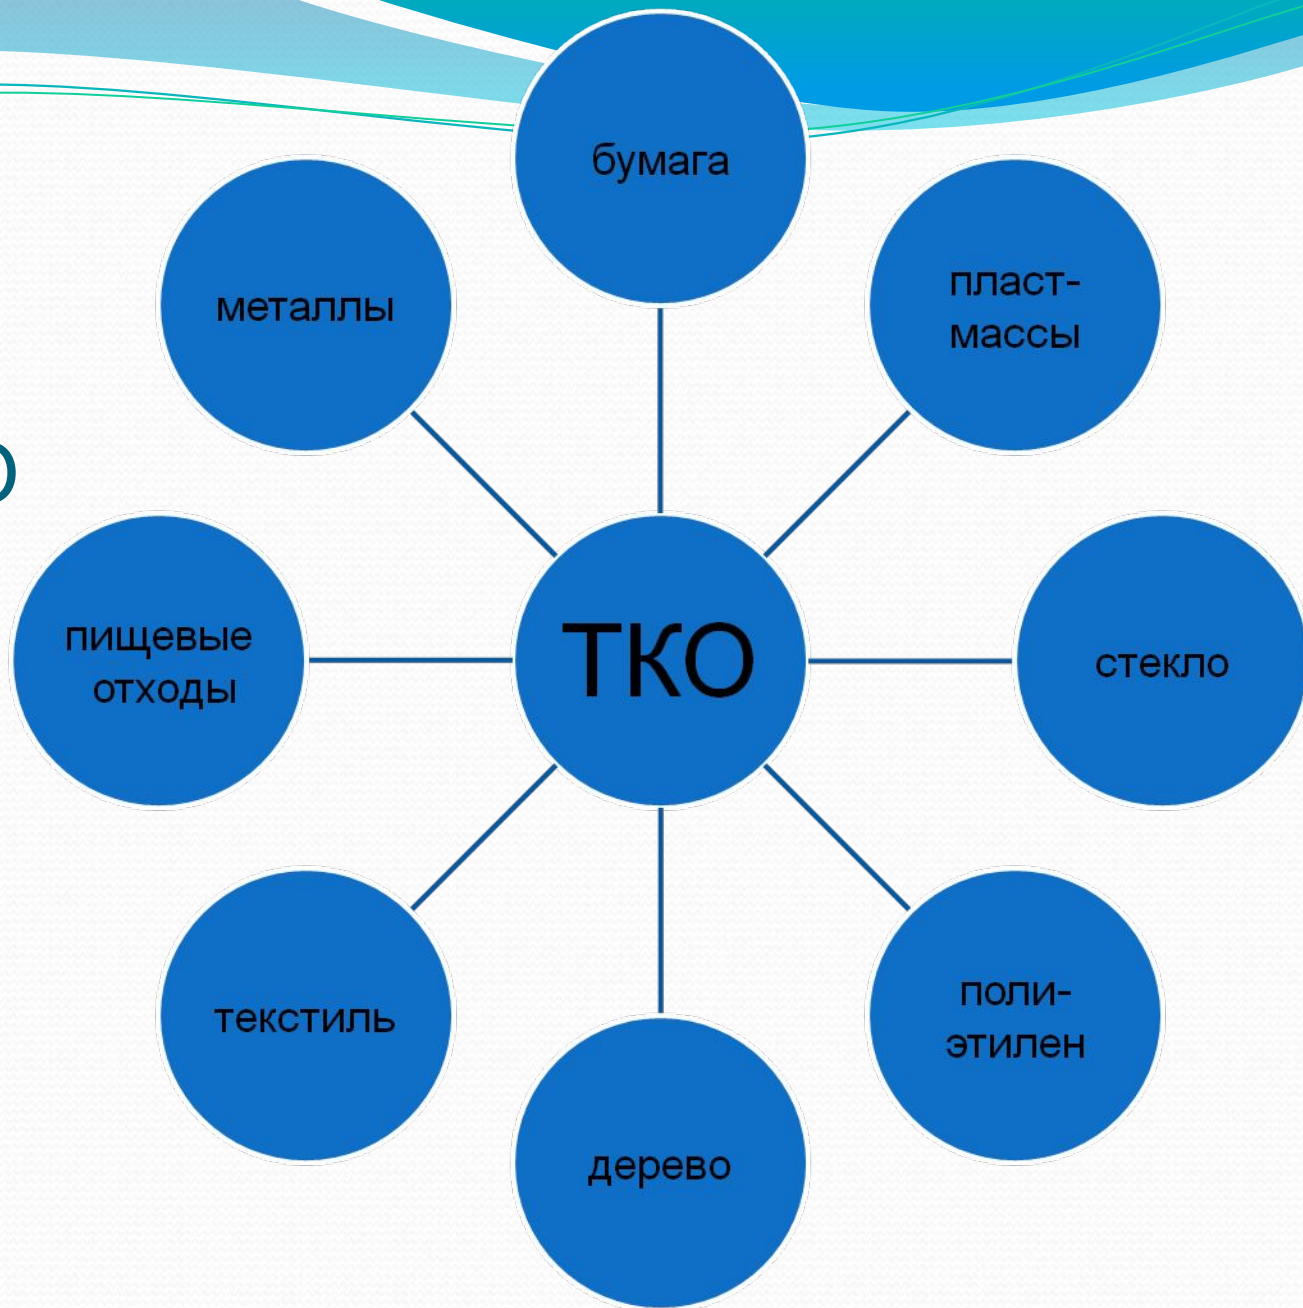 бумага
пласт-
массы
стекло
поли-
этилен
дерево
текстиль
пищевые
отходы
металлы
ТКО